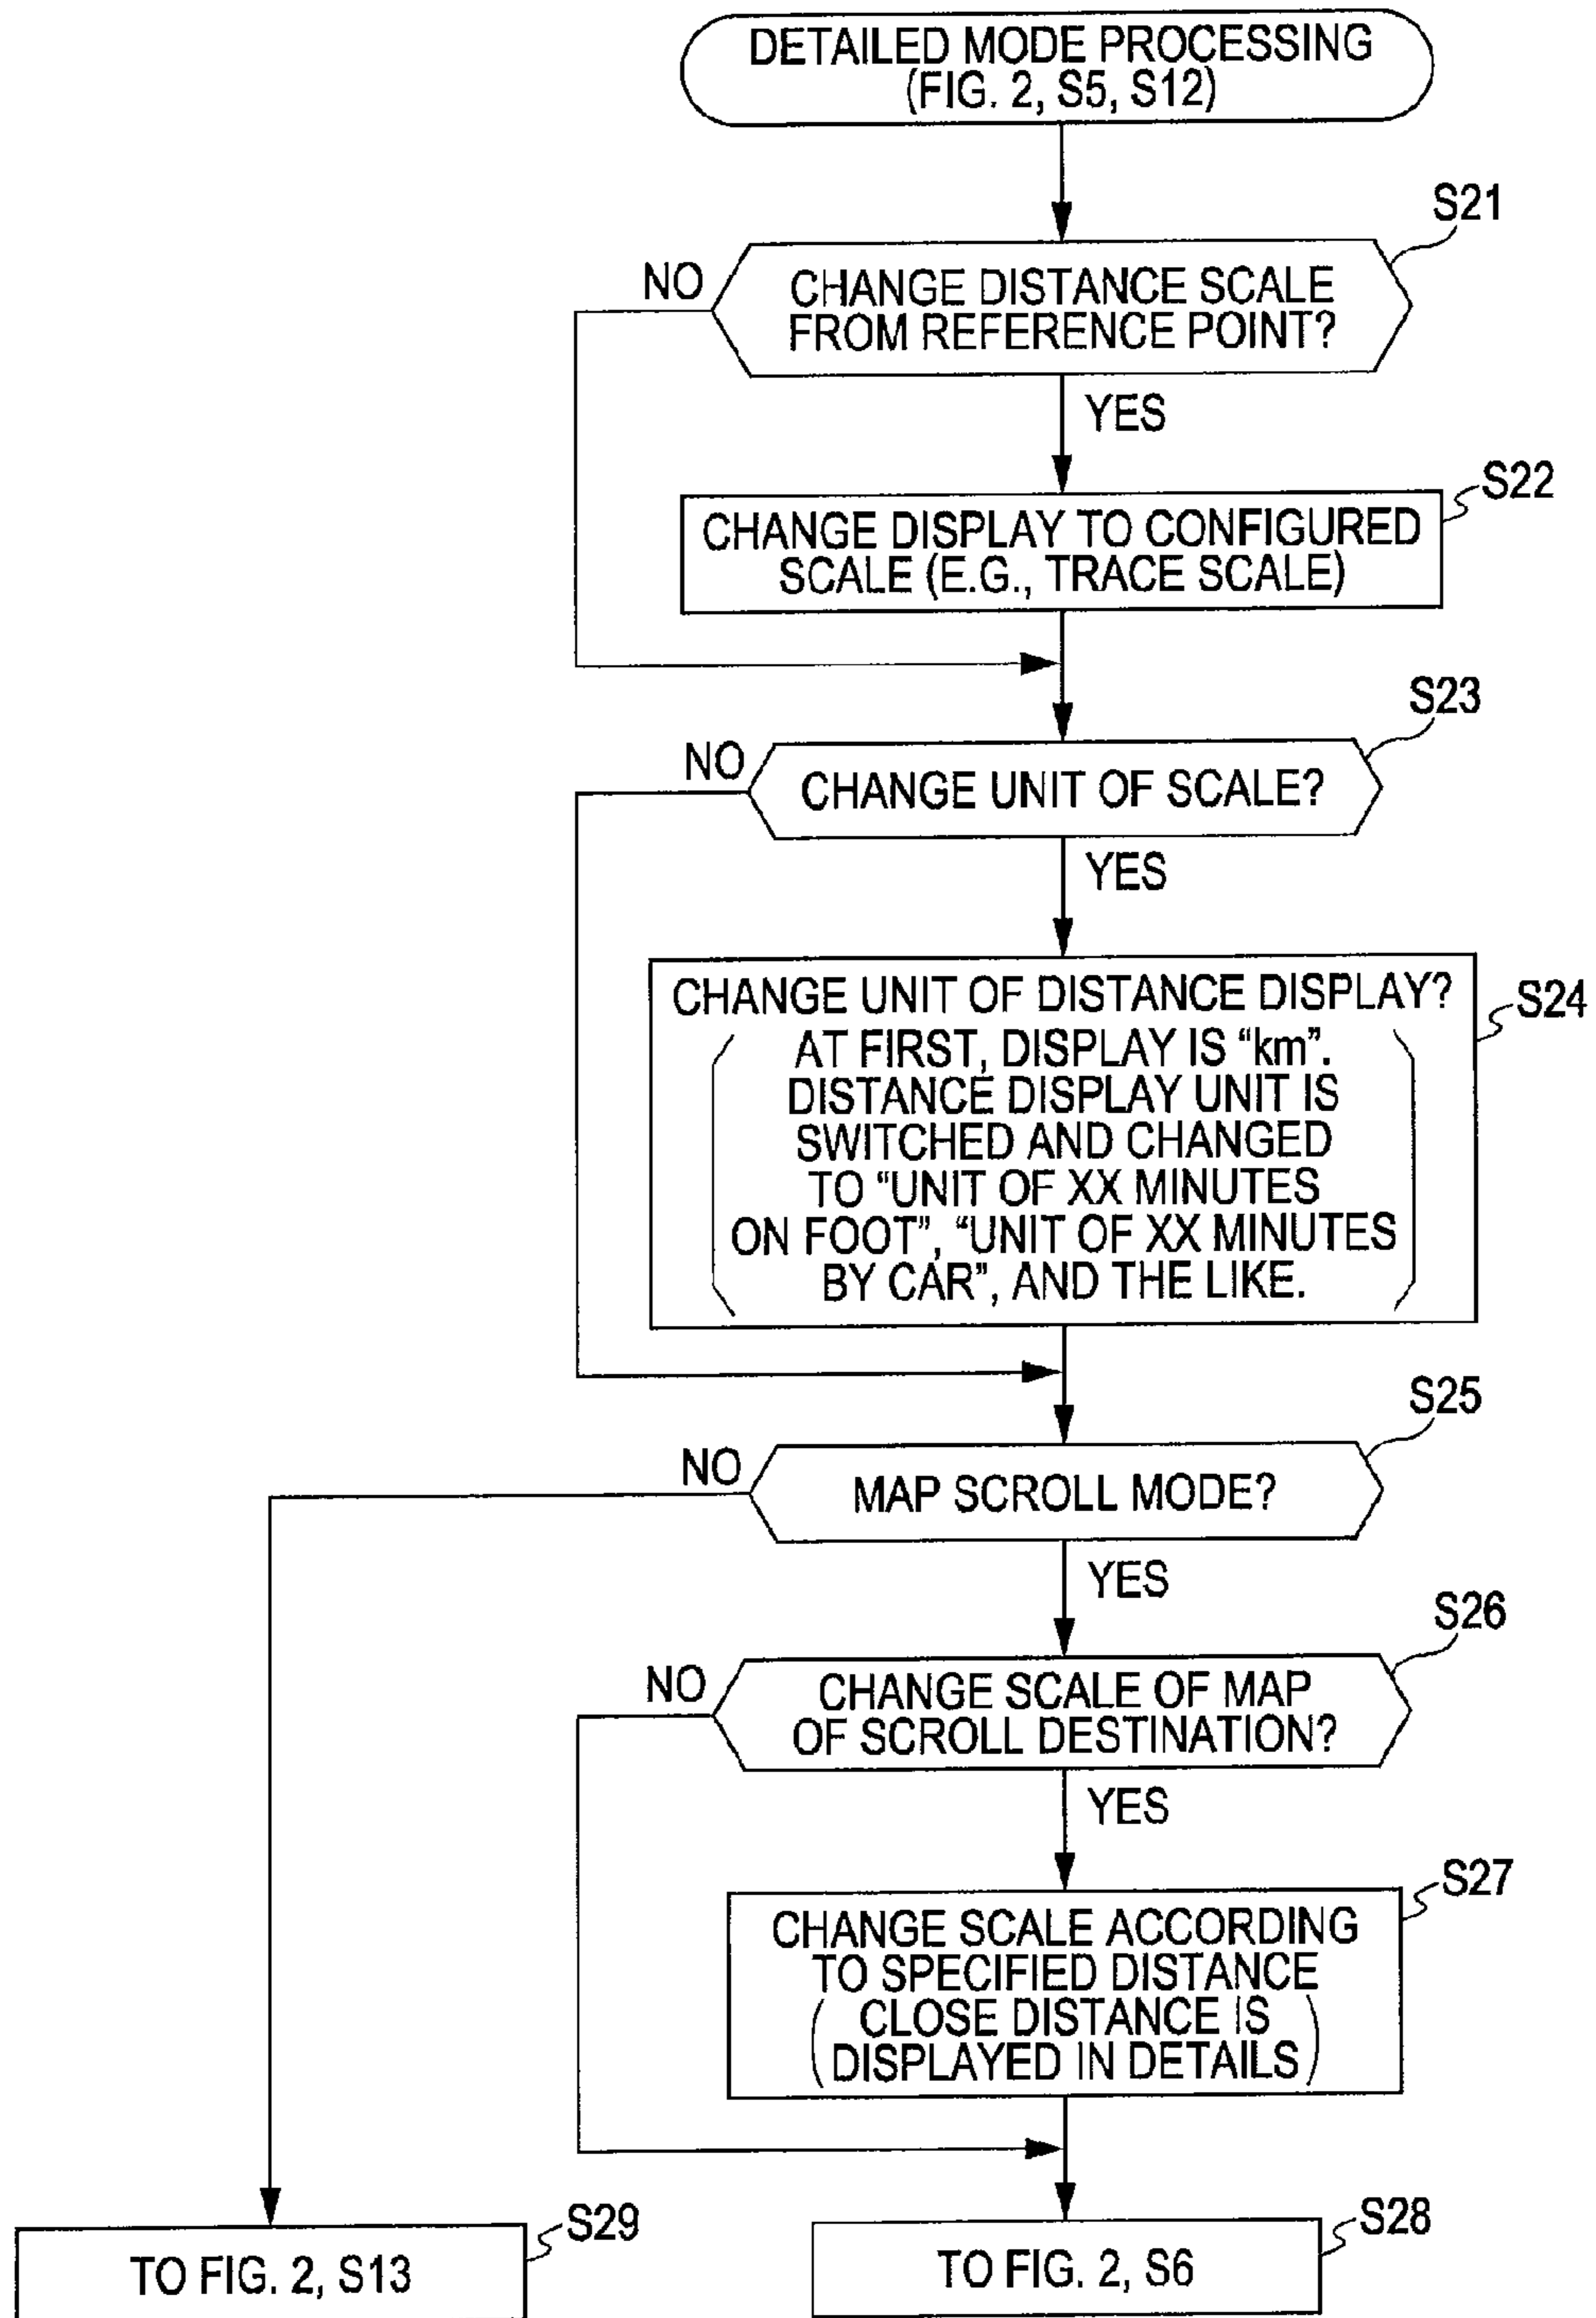 DETAILED MODE PROCESSING
(FIG. 2, S5, S12)
S21
NO
CHANGE DISTANCE SCALE
FROM REFERENCE POINT?
YES
S22
CHANGE DISPLAY TO CONFIGURED
SCALE (E.G., TRACE SCALE)
S23
NO
CHANGE UNIT OF SCALE?
YES
CHANGE UNIT OF DISTANCE DISPLAY?
S24
AT FIRST, DISPLAY IS “km”.
DISTANCE DISPLAY UNIT IS
SWITCHED AND CHANGED
TO “UNIT OF XX MINUTES
ON FOOT”, “UNIT OF XX MINUTES
BY CAR”, AND THE LIKE.
S25
NO
MAP SCROLL MODE?
YES
S26
NO
CHANGE SCALE OF MAP
OF SCROLL DESTINATION?
YES
S27
CHANGE SCALE ACCORDING
TO SPECIFIED DISTANCE
(CLOSE DISTANCE IS
DISPLAYED IN DETAILS)
S29
S28
TO FIG. 2, S13
TO FIG. 2, S6